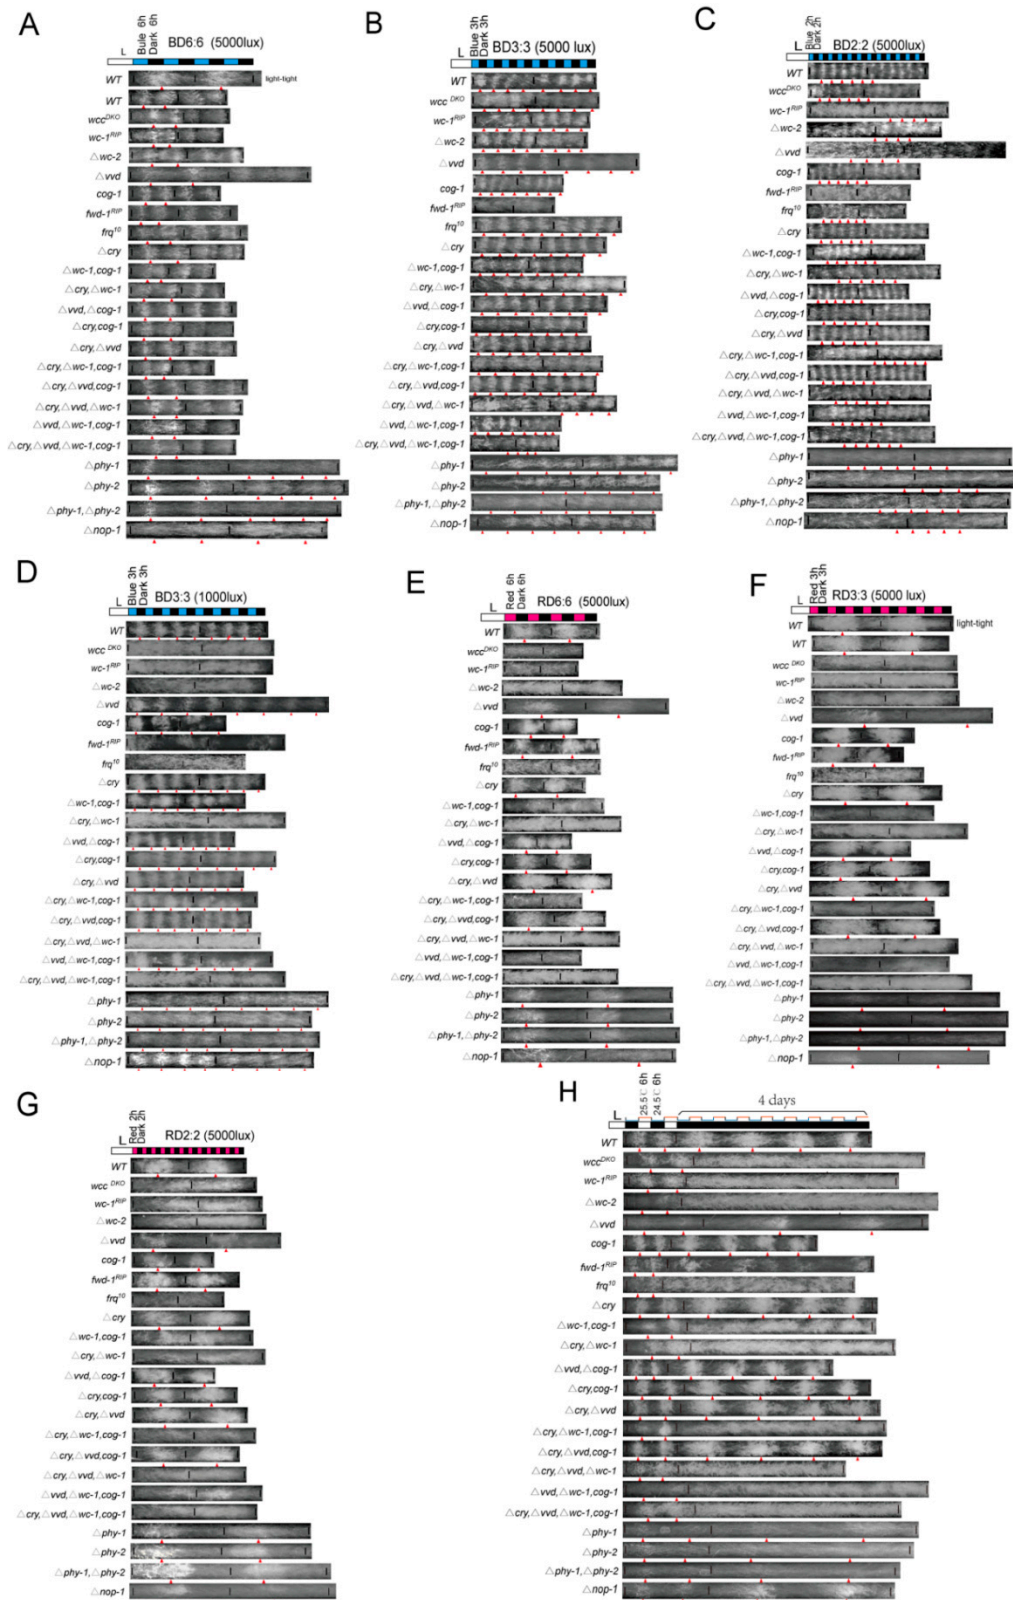 A
L
Bule 6h
Dark 6h
BD6:6 (5000lux)
WT
light-tight
WT
wccDKO
wc-1RIP
△wc-2
△vvd
cog-1
fwd-1RIP
frq10
△cry
△wc-1,cog-1
△cry,△wc-1
△vvd,△cog-1
△cry,cog-1
△cry,△vvd
△cry,△wc-1,cog-1
△cry,△vvd,cog-1
△cry,△vvd,△wc-1
△vvd,△wc-1,cog-1
△cry,△vvd,△wc-1,cog-1
△phy-1
△phy-2
△phy-1,△phy-2
△nop-1
B
L
Blue 3h
Dark 3h
BD3:3 (5000 lux)
WT
wcc DKO
wc-1RIP
△wc-2
△vvd
cog-1
fwd-1RIP
frq10
△cry
△wc-1,cog-1
△cry,△wc-1
△vvd,△cog-1
△cry,cog-1
△cry,△vvd
△cry,△wc-1,cog-1
△cry,△vvd,cog-1
△cry,△vvd,△wc-1
△vvd,△wc-1,cog-1
△cry,△vvd,△wc-1,cog-1
△phy-1
△phy-2
△phy-1,△phy-2
△nop-1
C
L
Blue 2h
Dark 2h
BD2:2 (5000lux)
WT
wccDKO
wc-1RIP
△wc-2
△vvd
cog-1
fwd-1RIP
frq10
△cry
△wc-1,cog-1
△cry,△wc-1
△vvd,△cog-1
△cry,cog-1
△cry,△vvd
△cry,△wc-1,cog-1
△cry,△vvd,cog-1
△cry,△vvd,△wc-1
△vvd,△wc-1,cog-1
△cry,△vvd,△wc-1,cog-1
△phy-1
△phy-2
△phy-1,△phy-2
△nop-1
D
L
Blue 3h
Dark 3h
BD3:3 (1000lux)
WT
wcc DKO
wc-1RIP
△wc-2
△vvd
cog-1
fwd-1RIP
frq10
△cry
△wc-1,cog-1
△cry,△wc-1
△vvd,△cog-1
△cry,cog-1
△cry,△vvd
△cry,△wc-1,cog-1
△cry,△vvd,cog-1
△cry,△vvd,△wc-1
△vvd,△wc-1,cog-1
△cry,△vvd,△wc-1,cog-1
△phy-1
△phy-2
△phy-1,△phy-2
△nop-1
E
L
Red 6h
Dark 6h
RD6:6 (5000lux)
WT
wccDKO
wc-1RIP
△wc-2
△vvd
cog-1
fwd-1RIP
frq10
△cry
△wc-1,cog-1
△cry,△wc-1
△vvd,△cog-1
△cry,cog-1
△cry,△vvd
△cry,△wc-1,cog-1
△cry,△vvd,cog-1
△cry,△vvd,△wc-1
△vvd,△wc-1,cog-1
△cry,△vvd,△wc-1,cog-1
△phy-1
△phy-2
△phy-1,△phy-2
△nop-1
F
L
Red 3h
Dark 3h
RD3:3 (5000 lux)
WT
light-tight
WT
wcc DKO
wc-1RIP
△wc-2
△vvd
cog-1
fwd-1RIP
frq10
△cry
△wc-1,cog-1
△cry,△wc-1
△vvd,△cog-1
△cry,cog-1
△cry,△vvd
△cry,△wc-1,cog-1
△cry,△vvd,cog-1
△cry,△vvd,△wc-1
△vvd,△wc-1,cog-1
△cry,△vvd,△wc-1,cog-1
△phy-1
△phy-2
△phy-1,△phy-2
△nop-1
G
L
Red 2h
Dark 2h
RD2:2 (5000lux)
WT
wcc DKO
wc-1RIP
△wc-2
△vvd
cog-1
fwd-1RIP
frq10
△cry
△wc-1,cog-1
△cry,△wc-1
△vvd,△cog-1
△cry,cog-1
△cry,△vvd
△cry,△wc-1,cog-1
△cry,△vvd,cog-1
△cry,△vvd,△wc-1
△vvd,△wc-1,cog-1
△cry,△vvd,△wc-1,cog-1
△phy-1
△phy-2
△phy-1,△phy-2
△nop-1
H
L
25.5℃ 6h
24.5℃ 6h
4 days
WT
wccDKO
wc-1RIP
△wc-2
△vvd
cog-1
fwd-1RIP
frq10
△cry
△wc-1,cog-1
△cry,△wc-1
△vvd,△cog-1
△cry,cog-1
△cry,△vvd
△cry,△wc-1,cog-1
△cry,△vvd,cog-1
△cry,△vvd,△wc-1
△vvd,△wc-1,cog-1
△cry,△vvd,△wc-1,cog-1
△phy-1
△phy-2
△phy-1,△phy-2
△nop-1